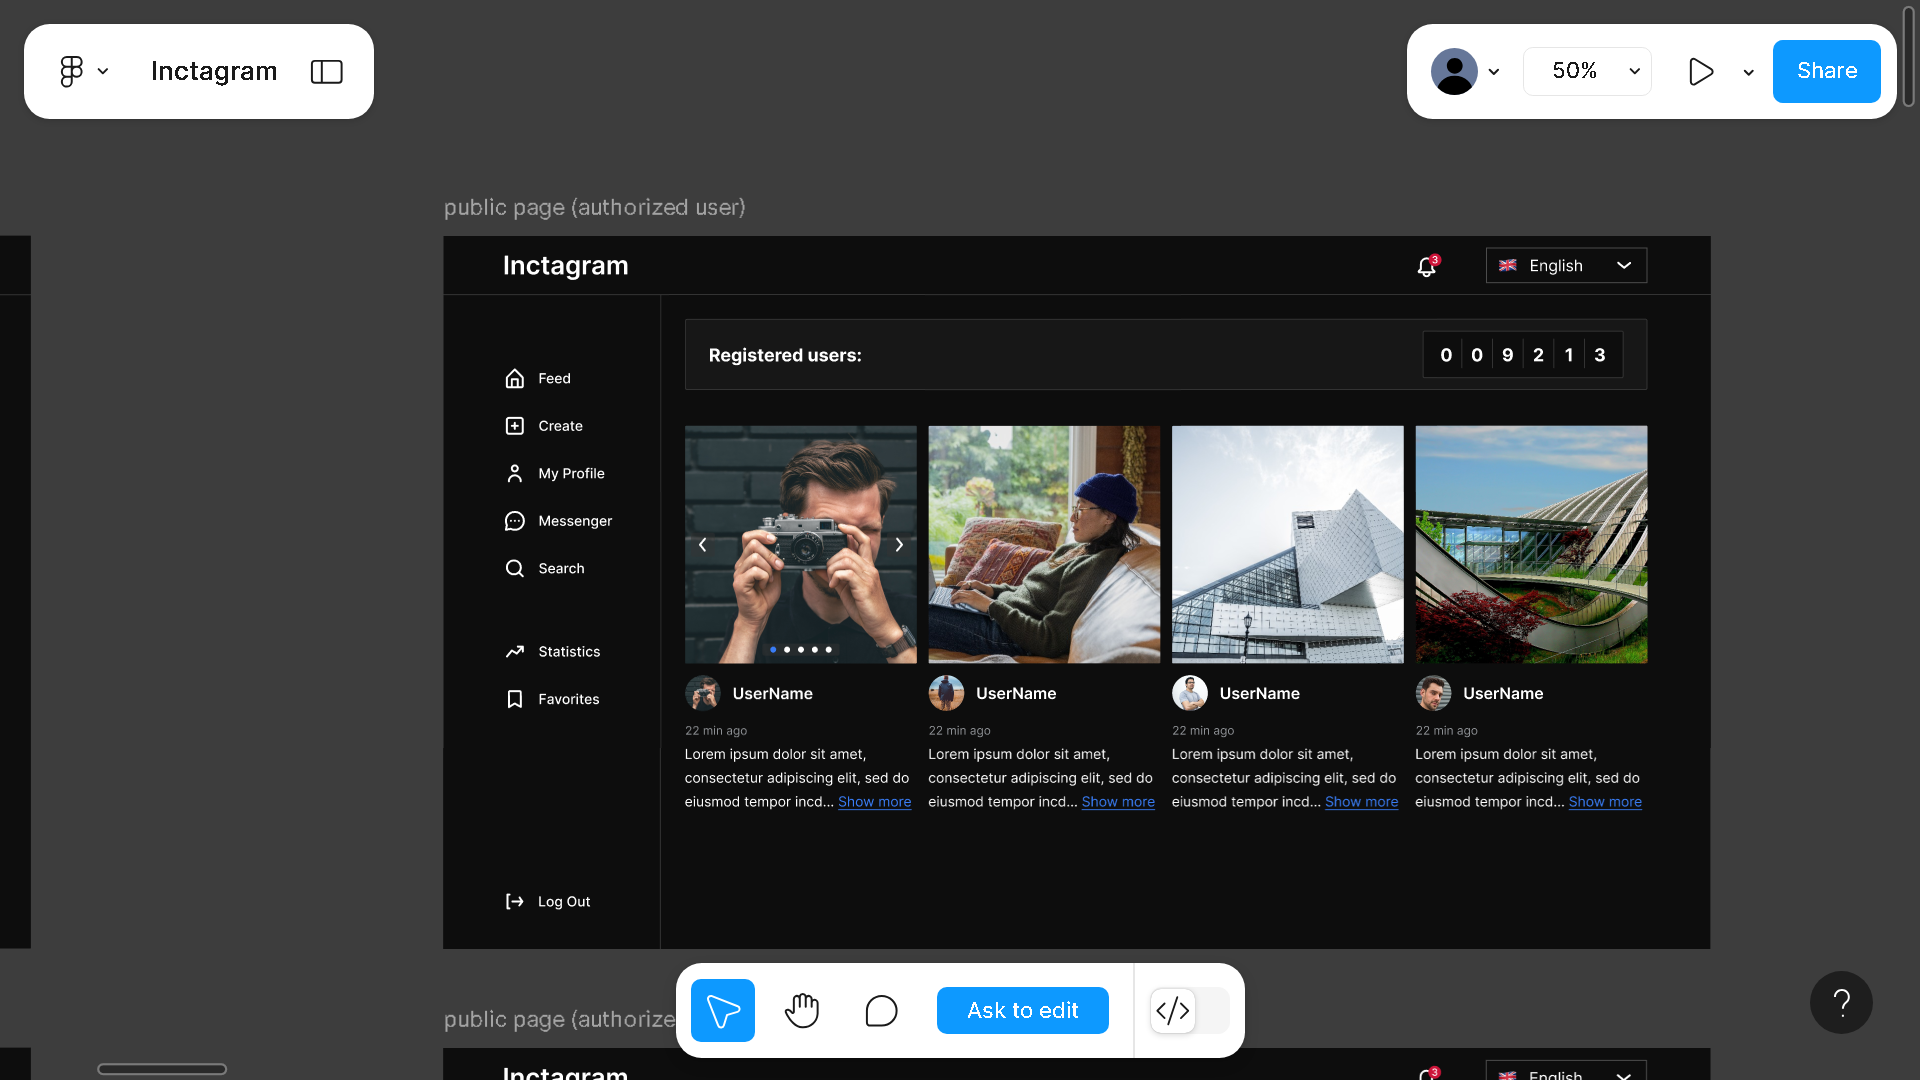 Inctagram
50%
Share
public page (authorized user)
Inctagram
3
English
Registered users:
0 0 9 2 1 3
Feed
Create
My Profile
Messenger
Search
Statistics
Favorites
Log Out
UserName
22 min ago
Lorem ipsum dolor sit amet,
consectetur adipiscing elit, sed do
eiusmod tempor incd... Show more
UserName
22 min ago
Lorem ipsum dolor sit amet,
consectetur adipiscing elit, sed do
eiusmod tempor incd... Show more
UserName
22 min ago
Lorem ipsum dolor sit amet,
consectetur adipiscing elit, sed do
eiusmod tempor incd... Show more
UserName
22 min ago
Lorem ipsum dolor sit amet,
consectetur adipiscing elit, sed do
eiusmod tempor incd... Show more
public page (authorize
Ask to edit
</>
?
Inctagram
3
English